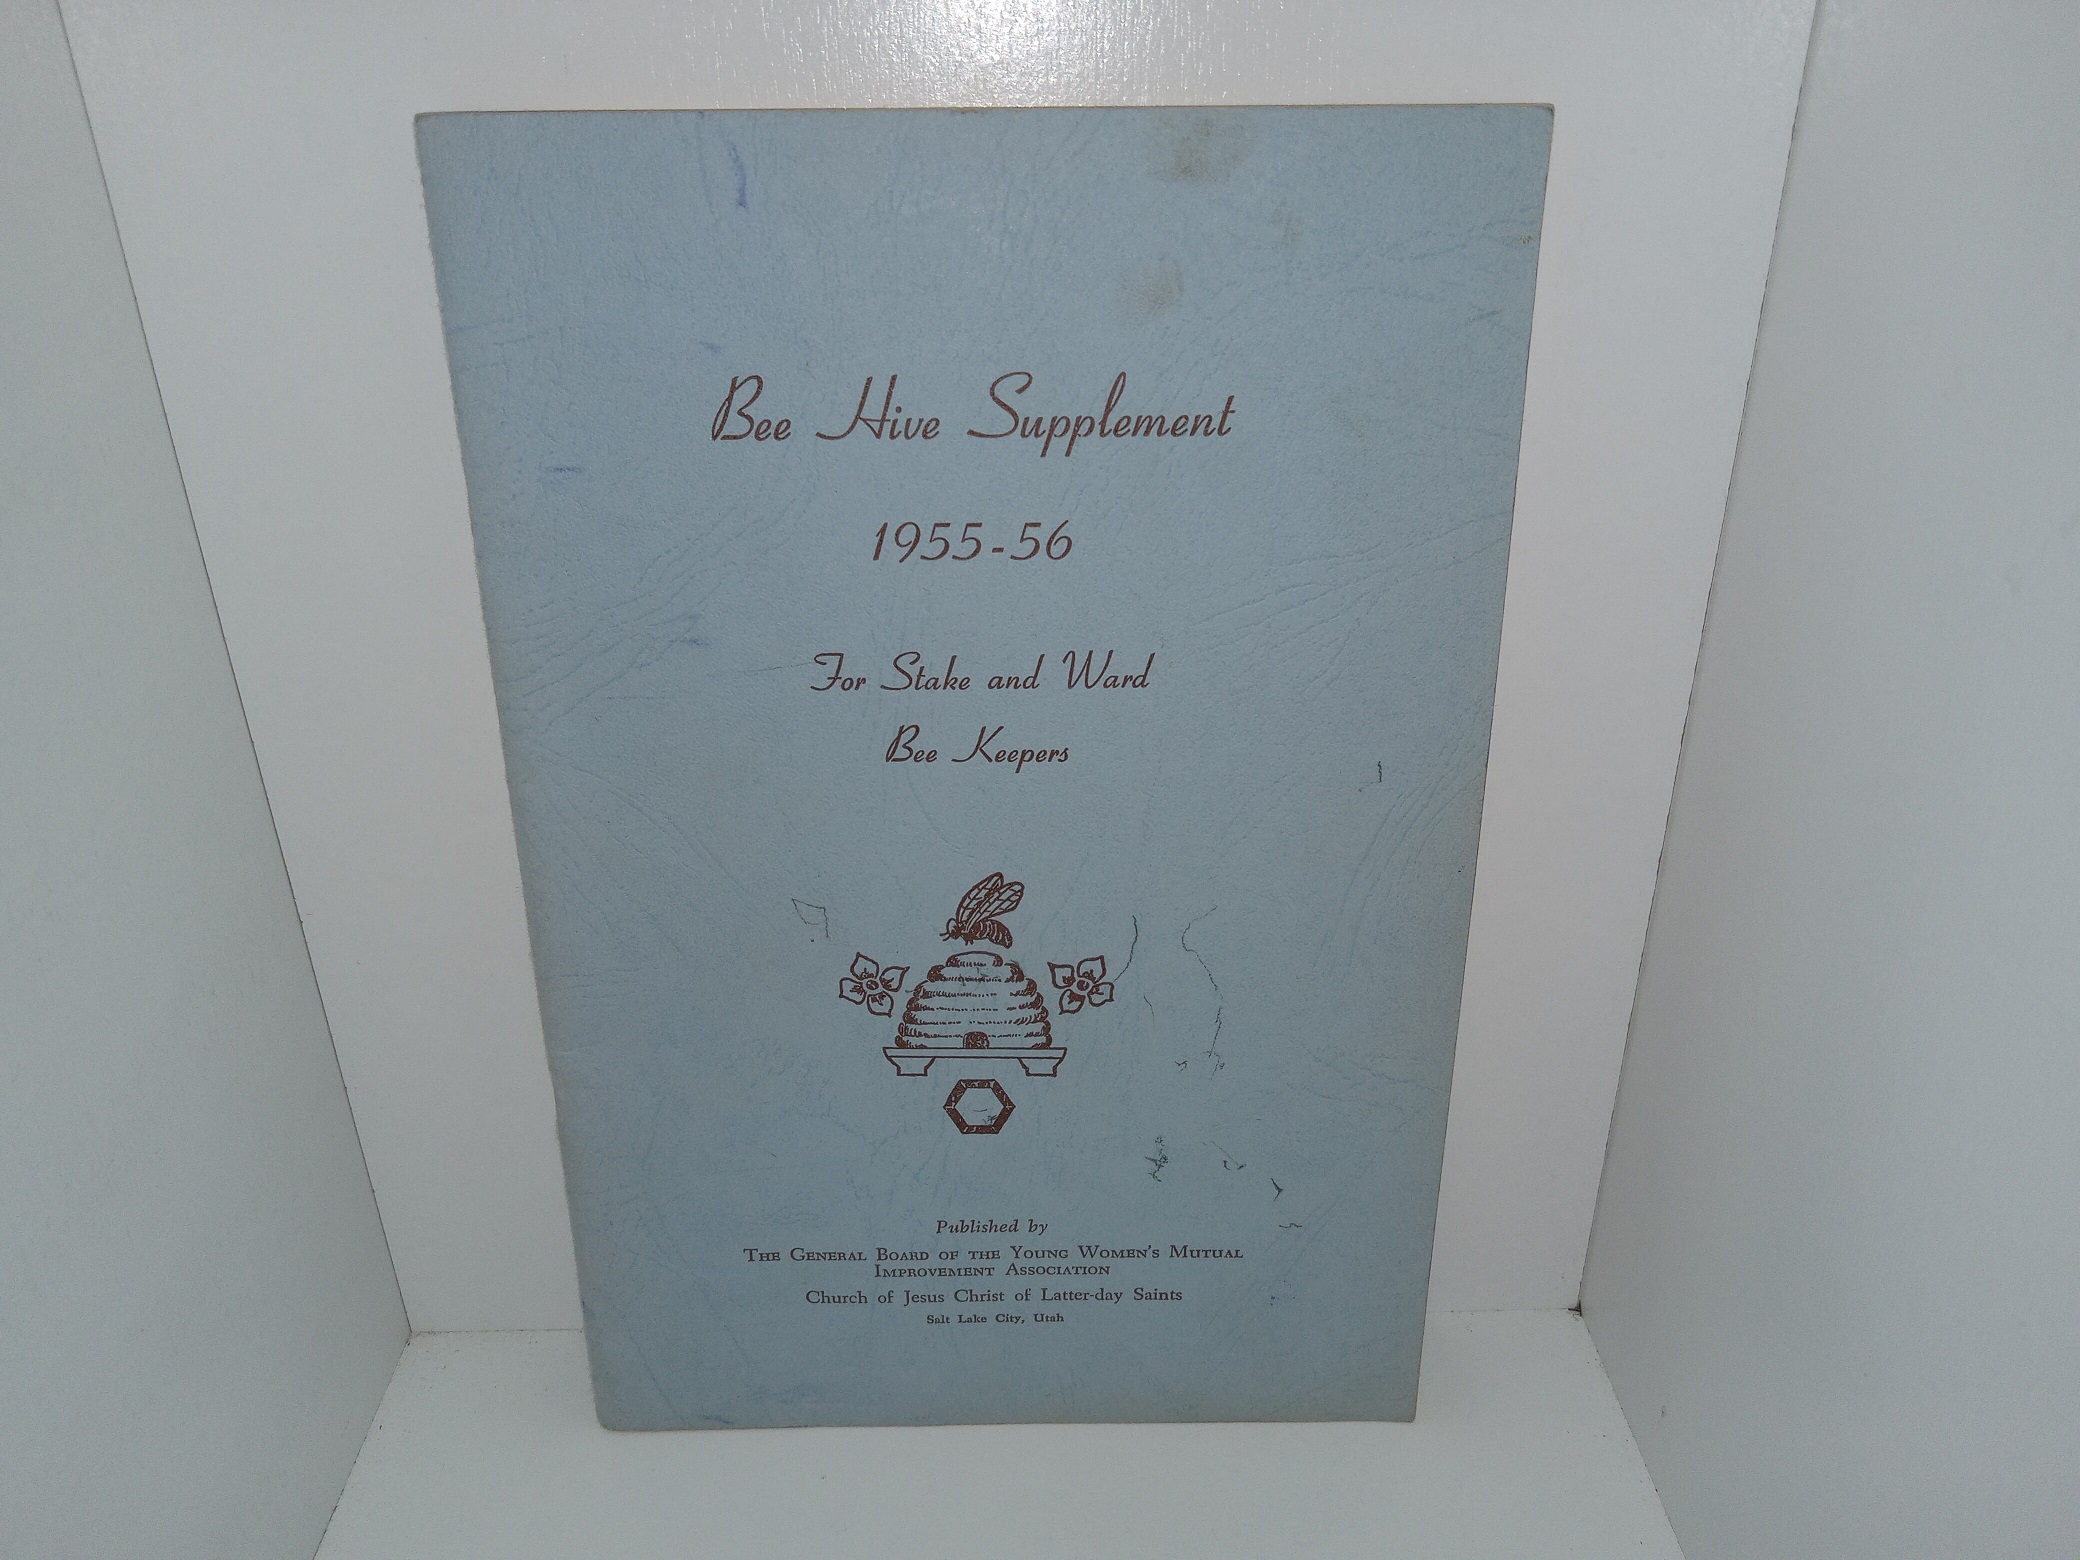 Bee Hive Supplement
1955-56
For Stake and Ward
Bee Keepers
Published by
The General Board of the Young Women's Mutual
Improvement Association
Church of Jesus Christ of Latter-day Saints
Salt Lake City, Utah